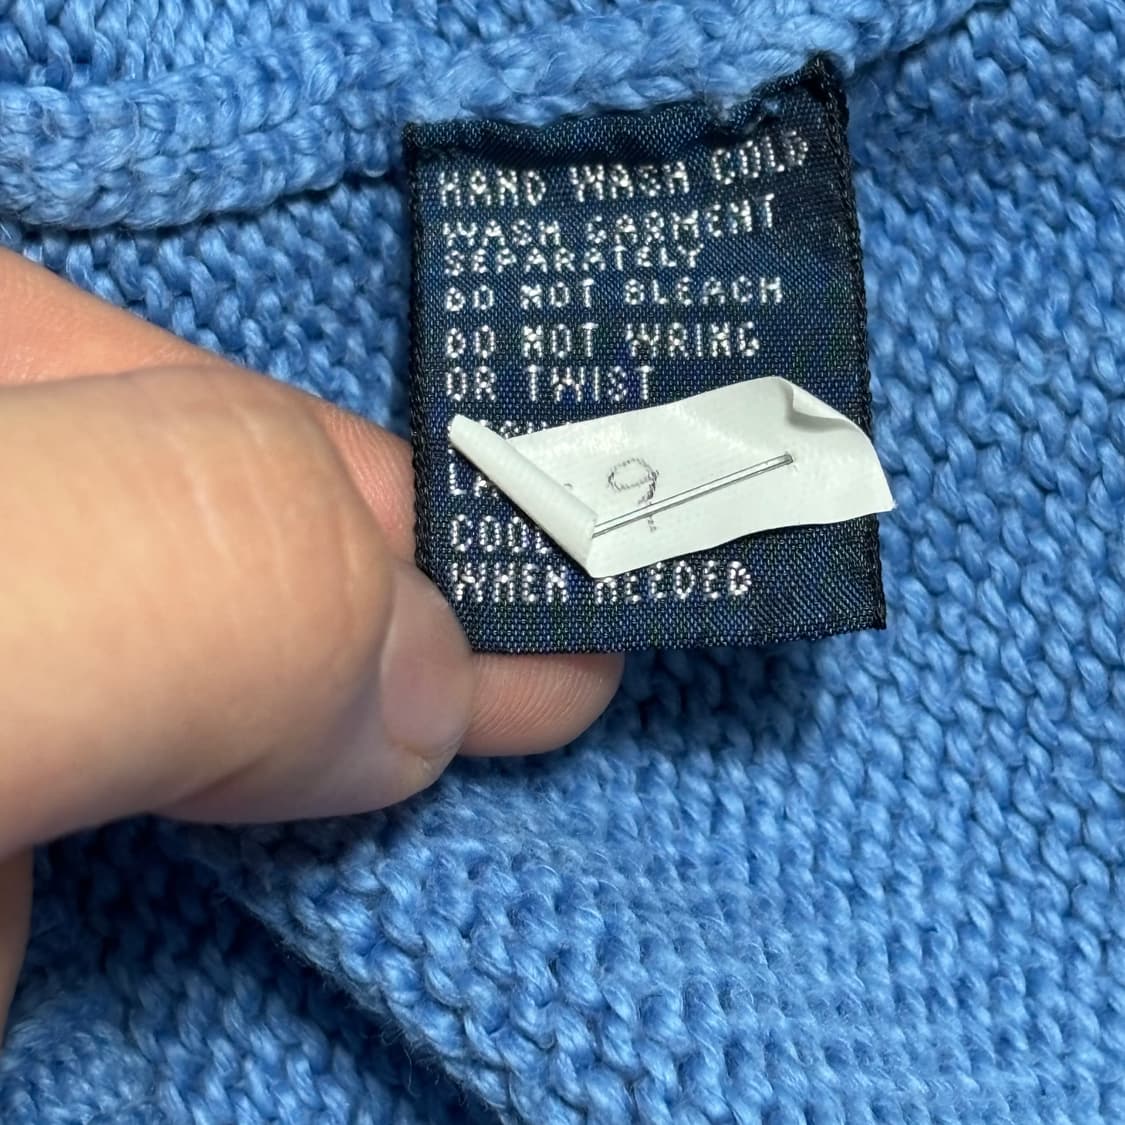 HAND WASH COLD
WASH GARMENT
SEPARATELY
DO NOT BLEACH
DO NOT WRING
OR TWIST
WHEN NEEDED